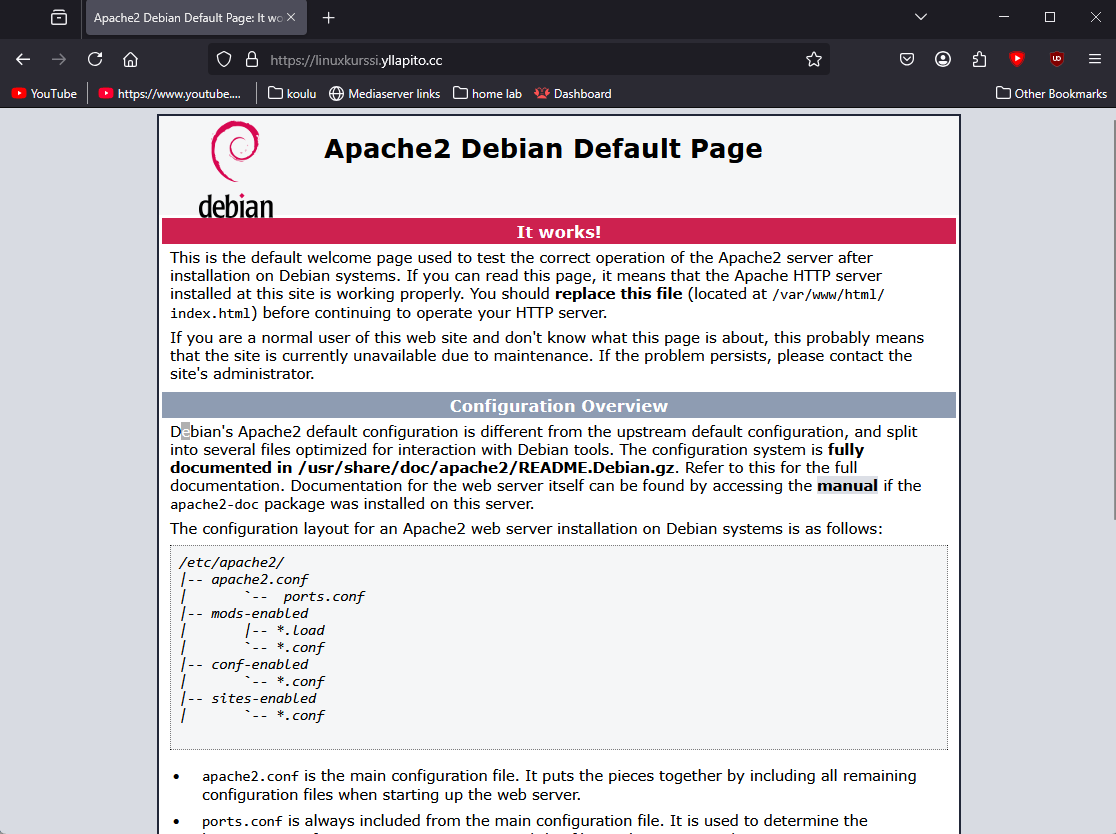 Apache2 Debian Default Page: It wo
https://linuxkurssi.yllapito.cc
YouTube
https://www.youtube....
koulu
Mediaserver links
home lab
Dashboard
Other Bookmarks
debian
Apache2 Debian Default Page
It works!
This is the default welcome page used to test the correct operation of the Apache2 server after
installation on Debian systems. If you can read this page, it means that the Apache HTTP server
installed at this site is working properly. You should replace this file (located at /var/www/html/
index.html) before continuing to operate your HTTP server.
If you are a normal user of this web site and don't know what this page is about, this probably means
that the site is currently unavailable due to maintenance. If the problem persists, please contact the
site's administrator.
Configuration Overview
Debian's Apache2 default configuration is different from the upstream default configuration, and split
into several files optimized for interaction with Debian tools. The configuration system is fully
documented in /usr/share/doc/apache2/README.Debian.gz. Refer to this for the full
documentation. Documentation for the web server itself can be found by accessing the manual if the
apache2-doc package was installed on this server.
The configuration layout for an Apache2 web server installation on Debian systems is as follows:
/etc/apache2/
|-- apache2.conf
|       `--  ports.conf
|-- mods-enabled
|       |-- *.load
|       `-- *.conf
|-- conf-enabled
|       `-- *.conf
|-- sites-enabled
|       `-- *.conf
• apache2.conf is the main configuration file. It puts the pieces together by including all remaining
configuration files when starting up the web server.
• ports.conf is always included from the main configuration file. It is used to determine the